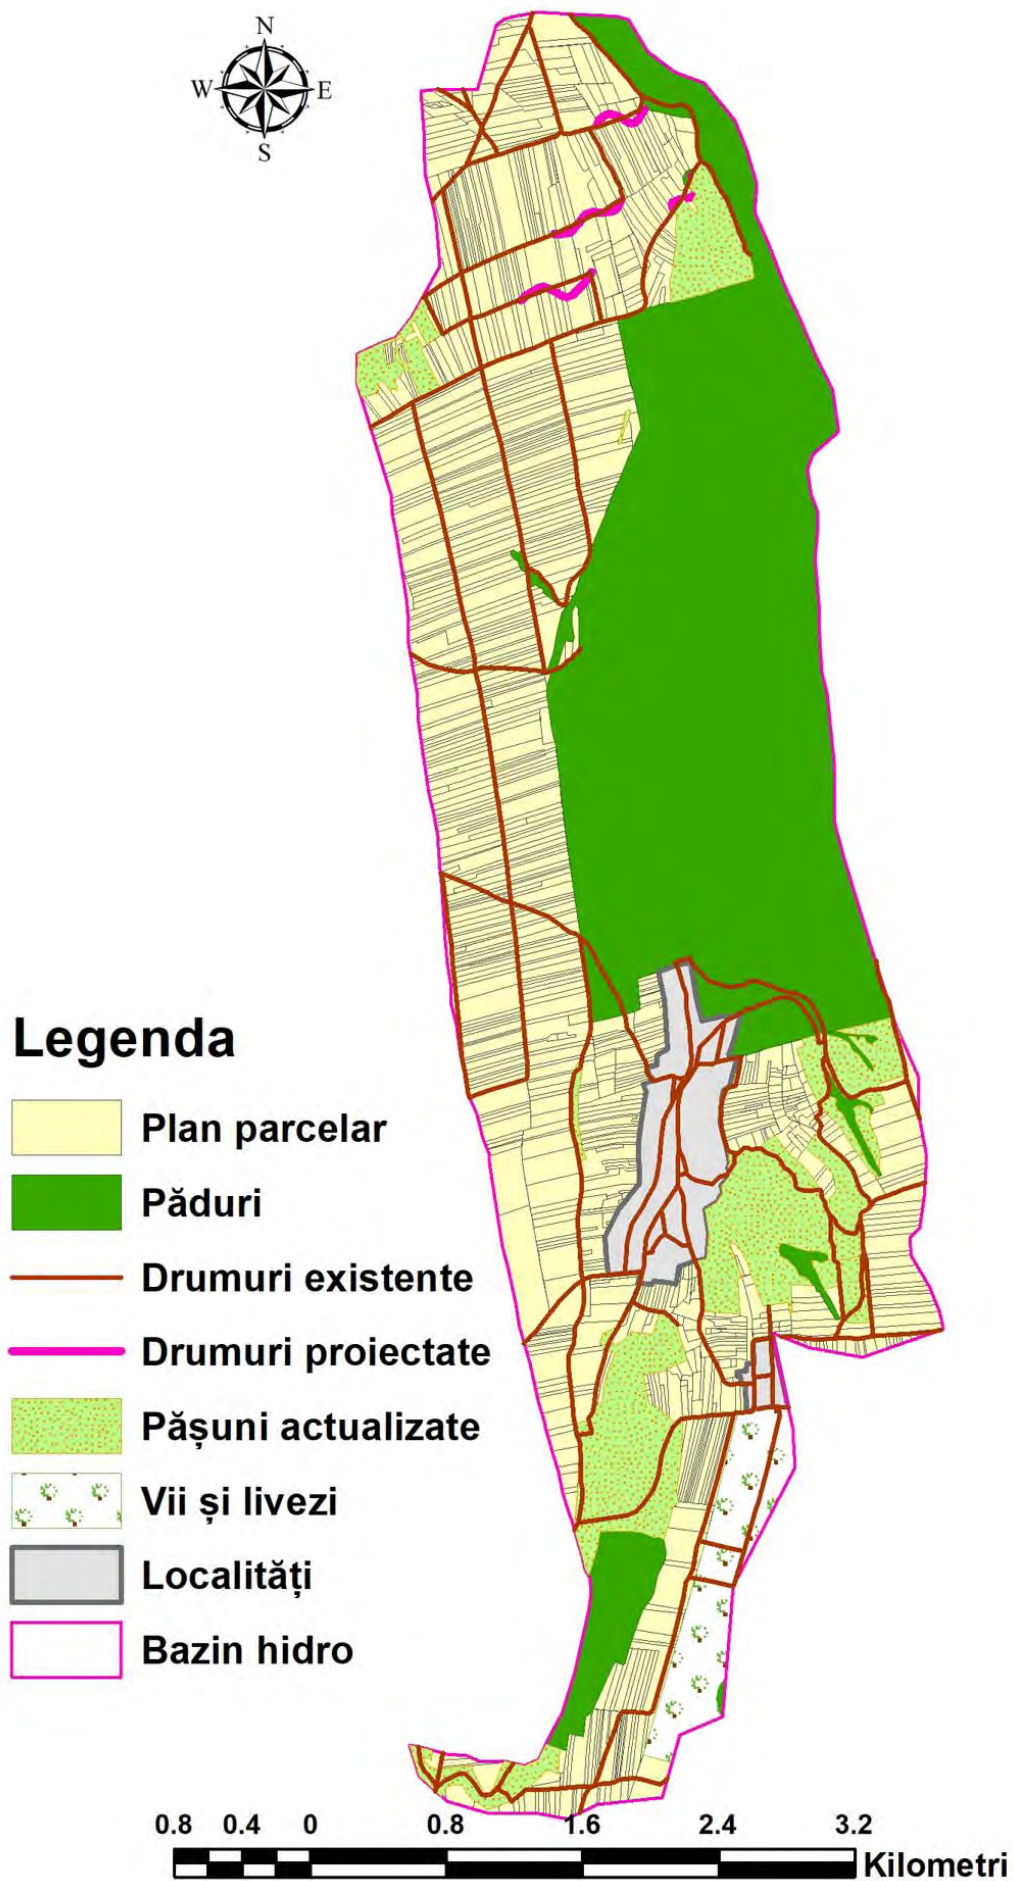 N
W E
S
Legenda
Plan parcelar
Păduri
Drumuri existente
Drumuri proiectate
Pășuni actualizate
Vii și livezi
Localități
Bazin hidro
0.8 0.4 0 0.8 1.6 2.4 3.2
Kilometri